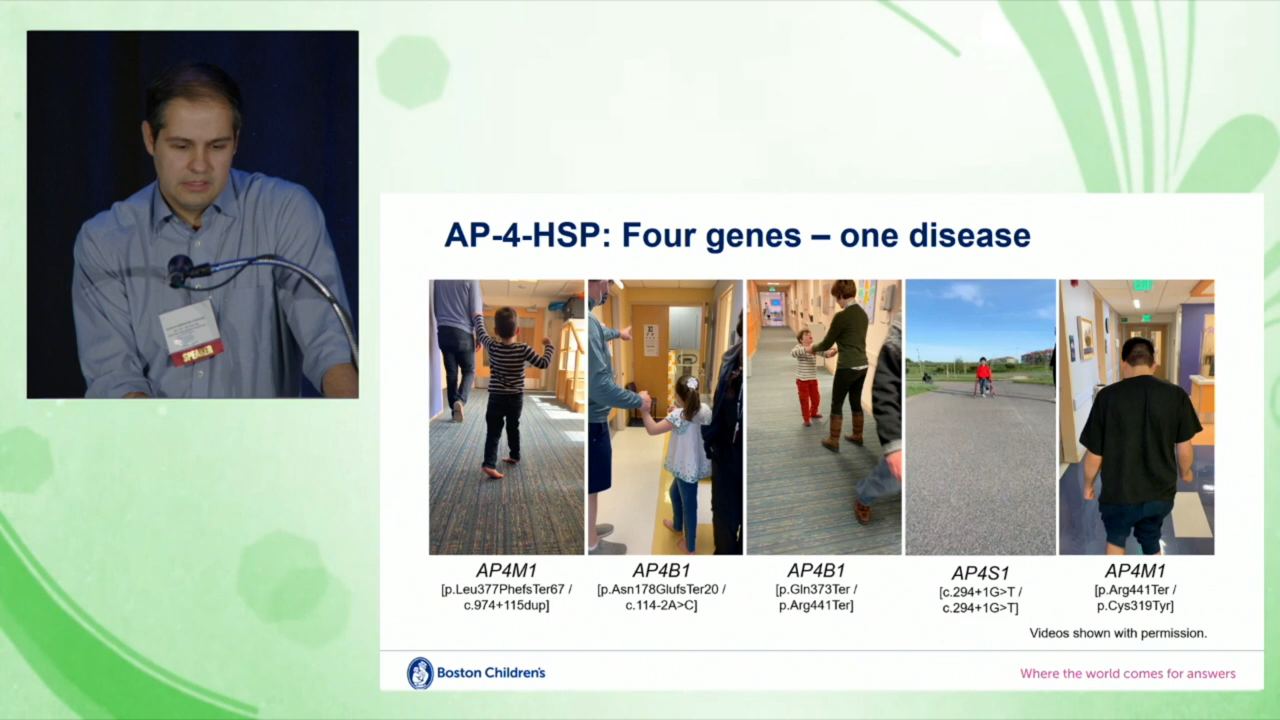 SPEAKER
AP-4-HSP: Four genes – one disease
AP4M1
[p.Leu377PhefsTer67 /
c.974+115dup]
AP4B1
[p.Asn178GlufsTer20 /
c.114-2A>C]
AP4B1
[p.Gln373Ter /
p.Arg441Ter]
AP4S1
[c.294+1G>T /
c.294+1G>T]
AP4M1
[p.Arg441Ter /
p.Cys319Tyr]
Videos shown with permission.
Boston Children's
Where the world comes for answers